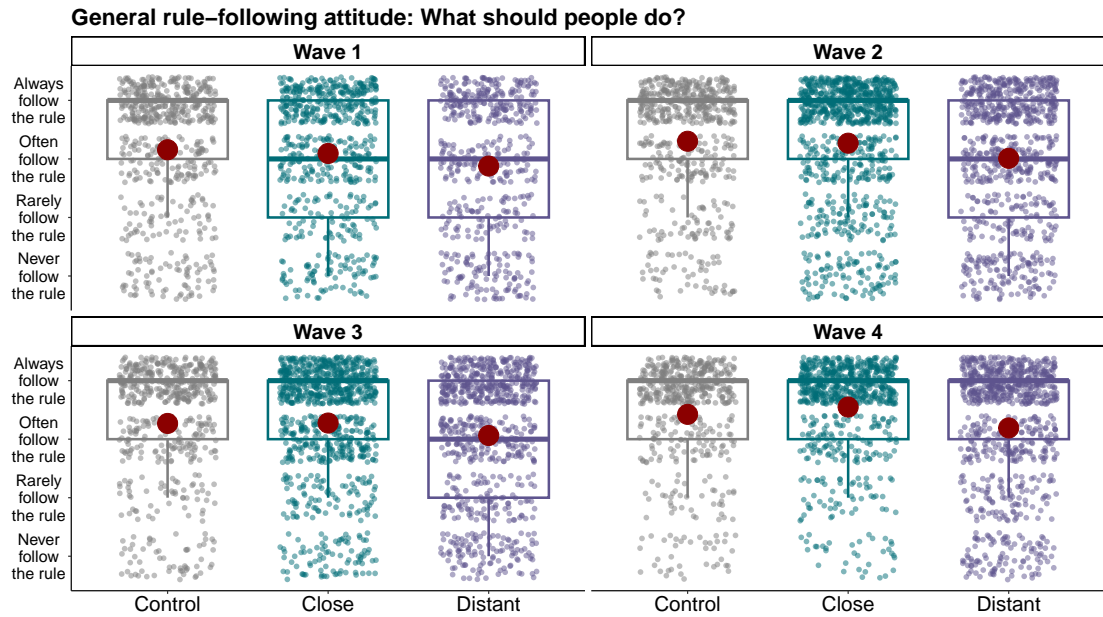 General rule–following attitude: What should people do?
Wave 1
Wave 2
Always
follow
the rule
Often
follow
the rule
Rarely
follow
the rule
Never
follow
the rule
Wave 3
Wave 4
Always
follow
the rule
Often
follow
the rule
Rarely
follow
the rule
Never
follow
the rule
Control
Close
Distant
Control
Close
Distant